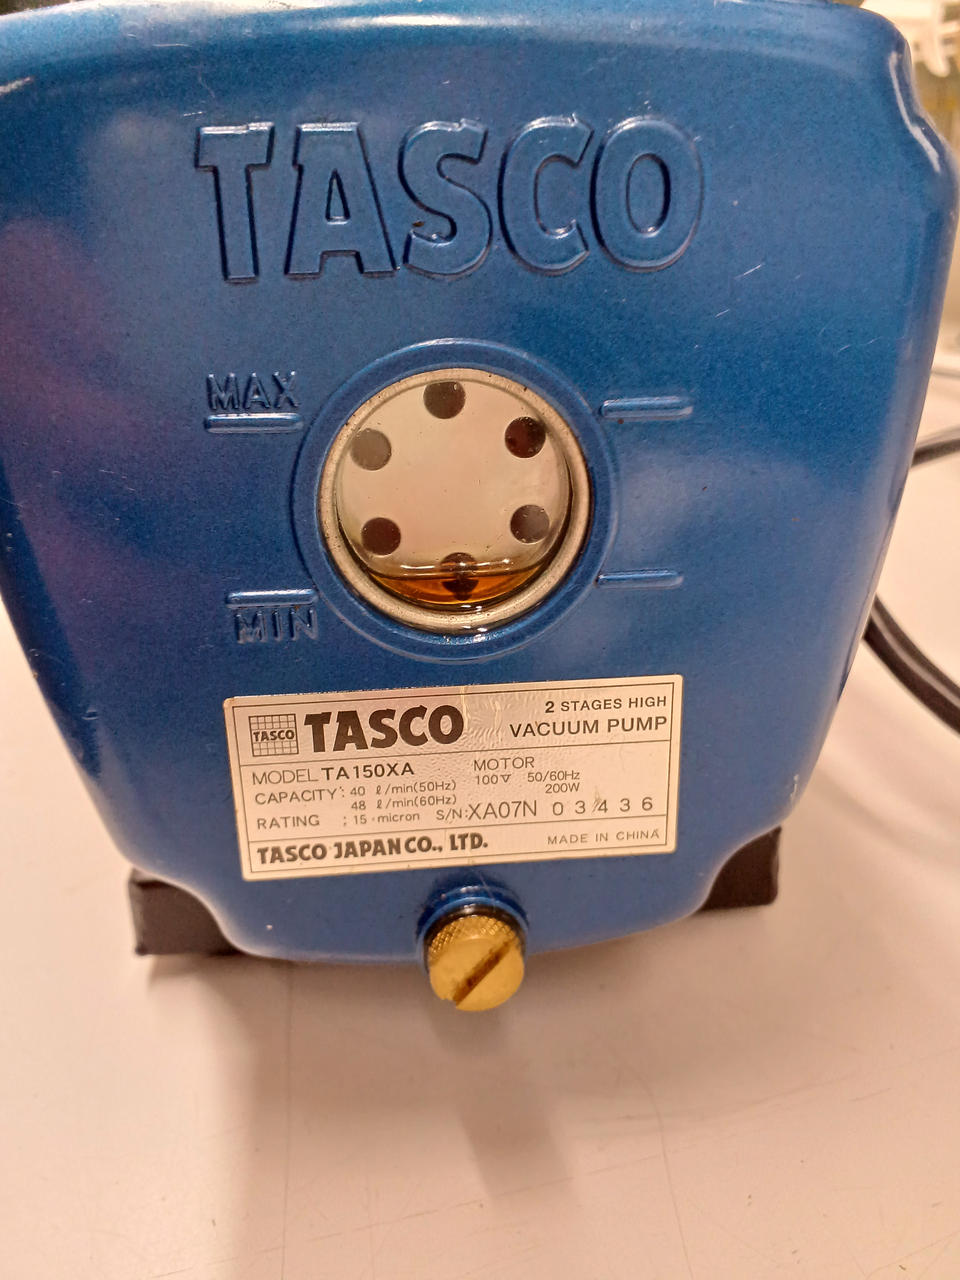 TASCO
MAX
MIN
TASCO TASCO 2 STAGES HIGH
VACUUM PUMP
MODEL TA150XA MOTOR
100V 50/60Hz
200W
CAPACITY : 40 ℓ/min(50Hz)
48 ℓ/min(60Hz)
RATING : 15 micron S/N:XA07N 03436
TASCO JAPAN CO., LTD. MADE IN CHINA